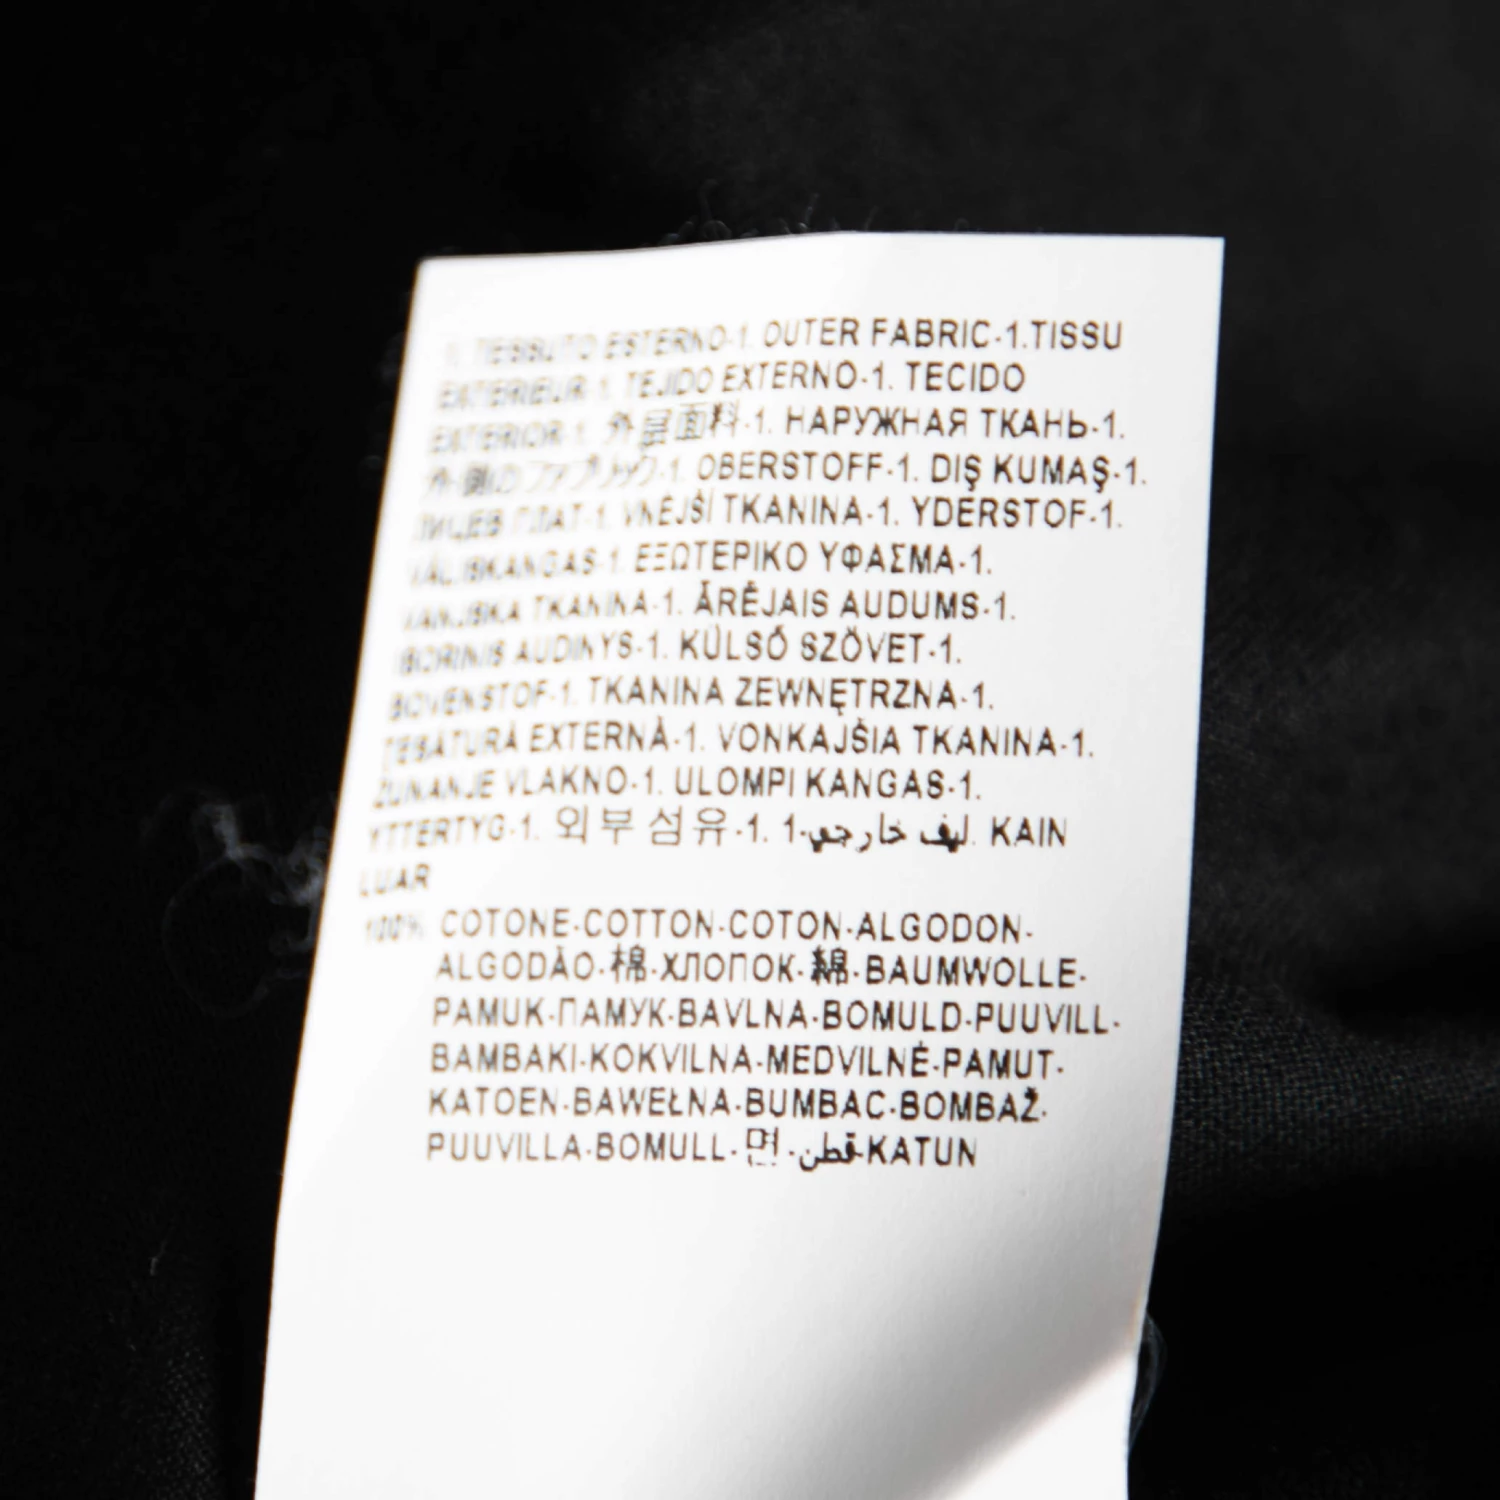 1. TESSUTO ESTERNO-1. OUTER FABRIC-1.TISSU
EXTERIEUR-1. TEJIDO EXTERNO-1. TECIDO
EXTERIOR-1. 外层面料-1. НАРУЖНАЯ ТКАНЬ-1.
外側のファブリック-1. OBERSTOFF-1. DIŞ KUMAŞ-1.
ЛИЦЕВ ПЛАТ-1. VNĚJŠÍ TKANINA-1. YDERSTOF-1.
VÄLISKANGAS-1. ΕΞΩΤΕΡΙΚΟ ΥΦΑΣΜΑ-1.
VANJSKA TKANINA-1. ĀRĒJAIS AUDUMS-1.
IŠORINIS AUDINYS-1. KÜLSŐ SZÖVET-1.
BOVENSTOF-1. TKANINA ZEWNĘTRZNA-1.
ŢESĂTURĂ EXTERNĂ-1. VONKAJŠIA TKANINA-1.
ZUNANJE VLAKNO-1. ULOMPI KANGAS-1.
YTTERTYG-1. 외부섬유-1. ليف خارجي-1. KAIN
LUAR
100% COTONE-COTTON-COTON-ALGODON-
ALGODÃO-棉-ХЛОПОК-綿-BAUMWOLLE-
PAMUK-ПАМУК-BAVLNA-BOMULD-PUUVILL-
BAMBAKI-KOKVILNA-MEDVILNĖ-PAMUT-
KATOEN-BAWEŁNA-BUMBAC-BOMBAŽ-
PUUVILLA-BOMULL-면-قطن-KATUN